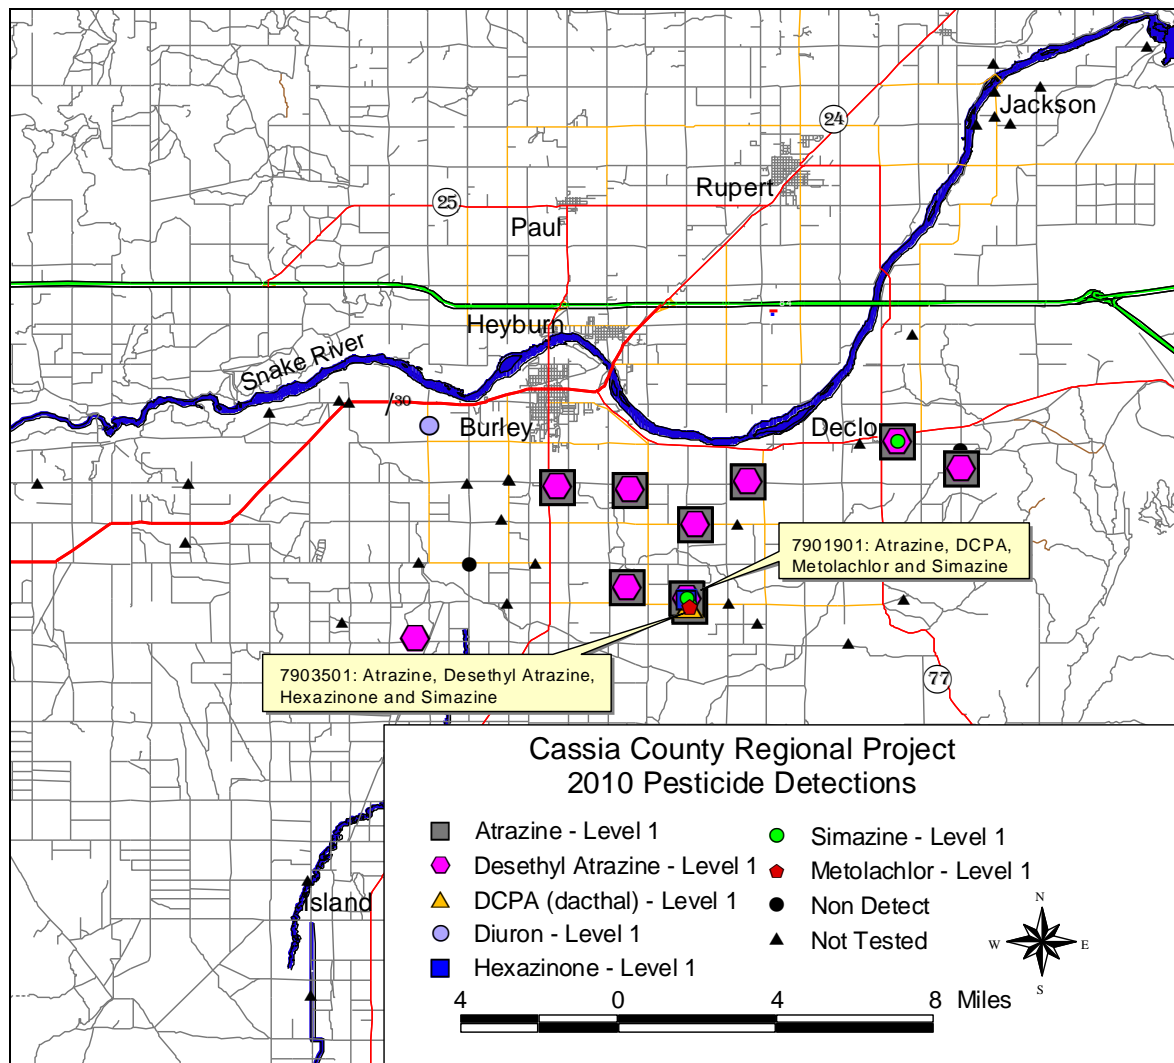 Jackson
24
Rupert
25
Paul
84
Heyburn
Snake River
/30
Burley
Declo
7901901: Atrazine, DCPA,
Metolachlor and Simazine
7903501: Atrazine, Desethyl Atrazine,
Hexazinone and Simazine
77
Island
Cassia County Regional Project
2010 Pesticide Detections
Atrazine - Level 1
Desethyl Atrazine - Level 1
DCPA (dacthal) - Level 1
Diuron - Level 1
Hexazinone - Level 1
Simazine - Level 1
Metolachlor - Level 1
Non Detect
Not Tested
N
W
E
S
4 0 4 8 Miles